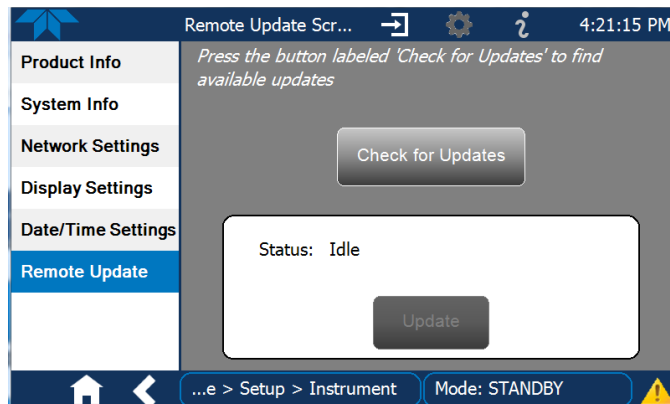 Remote Update Scr...
4:21:15 PM
Product Info
System Info
Network Settings
Display Settings
Date/Time Settings
Remote Update
Press the button labeled 'Check for Updates' to find
available updates
Check for Updates
Status: Idle
Update
...e > Setup > Instrument
Mode: STANDBY